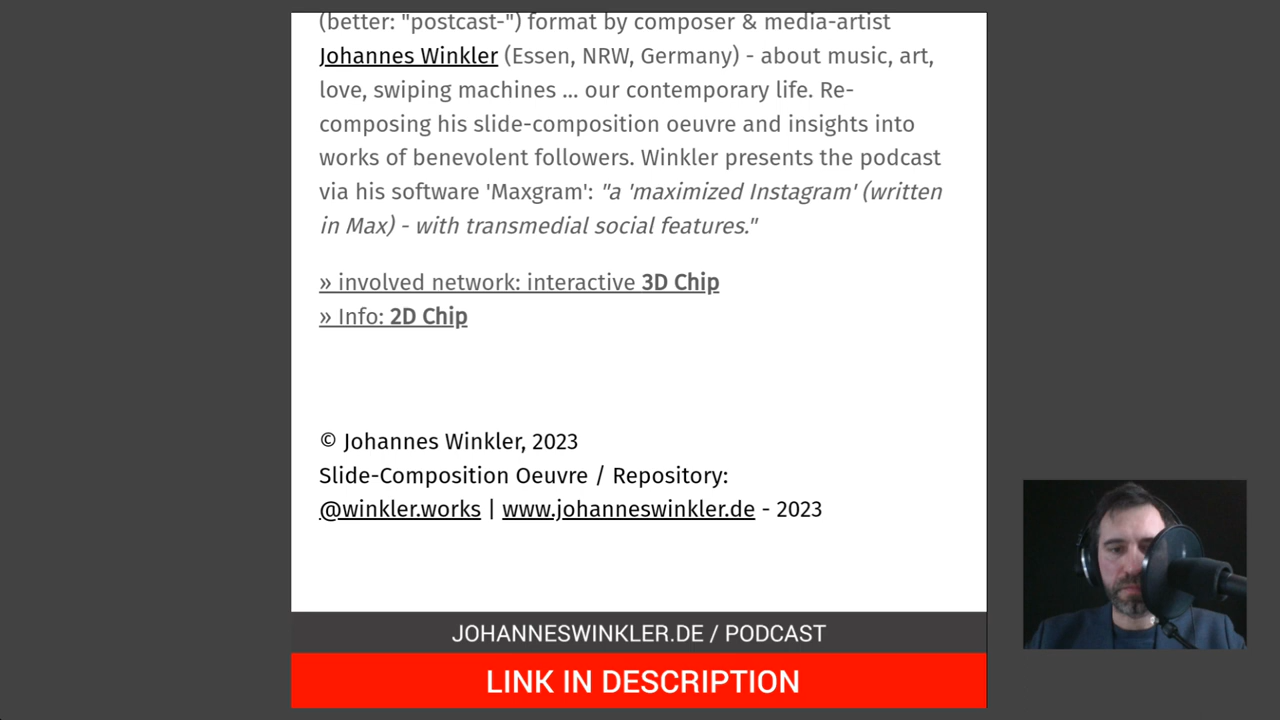 (better: "postcast-") format by composer & media-artist
Johannes Winkler (Essen, NRW, Germany) - about music, art,
love, swiping machines ... our contemporary life. Re-
composing his slide-composition oeuvre and insights into
works of benevolent followers. Winkler presents the podcast
via his software 'Maxgram': "a 'maximized Instagram' (written
in Max) - with transmedial social features."
» involved network: interactive 3D Chip
» Info: 2D Chip
© Johannes Winkler, 2023
Slide-Composition Oeuvre / Repository:
@winkler.works | www.johanneswinkler.de - 2023
JOHANNESWINKLER.DE / PODCAST
LINK IN DESCRIPTION